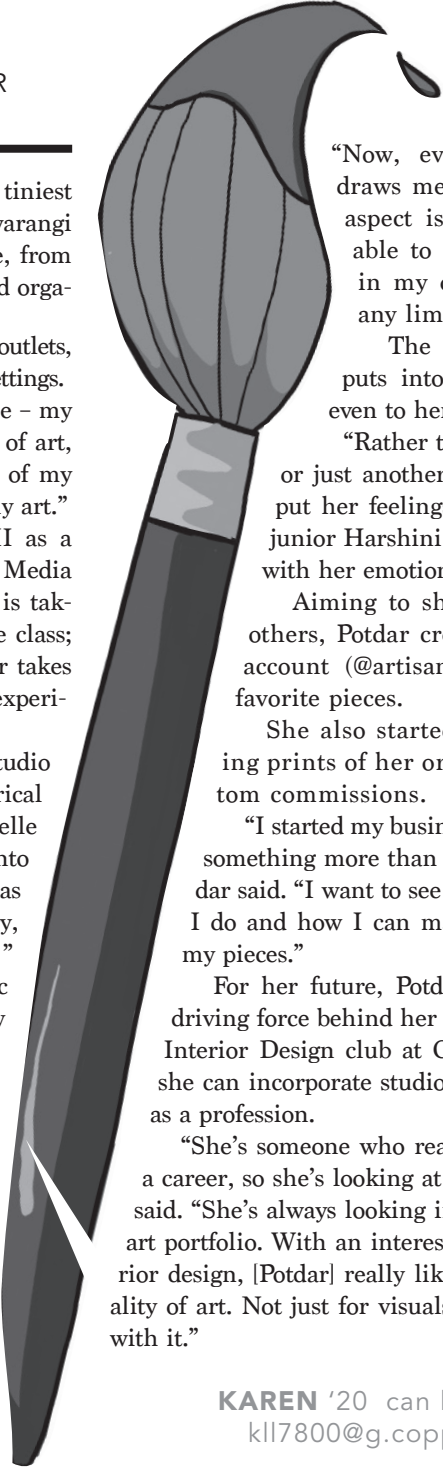 R
tiniest
varangi
e, from
d orga-
outlets,
ettings.
e – my
of art,
of my
y art.”
II as a
Media
is tak-
e class;
r takes
experi-
tudio
rical
elle
nto
as
y,
”
c
y
“Now, ev
draws me
aspect is
able to
in my
any lim
The
puts into
even to her
“Rather t
or just another
put her feeling
junior Harshini
with her emotion
Aiming to sh
others, Potdar cr
account (@artisar
favorite pieces.
She also started
ing prints of her or
tom commissions.
“I started my busin
something more than
dar said. “I want to see
I do and how I can m
my pieces.”
For her future, Potd
driving force behind her
Interior Design club at C
she can incorporate studio
as a profession.
“She’s someone who rea
a career, so she’s looking at
said. “She’s always looking i
art portfolio. With an interes
rior design, [Potdar] really lik
ality of art. Not just for visual
with it.”
KAREN ’20 can
kll7800@g.copp